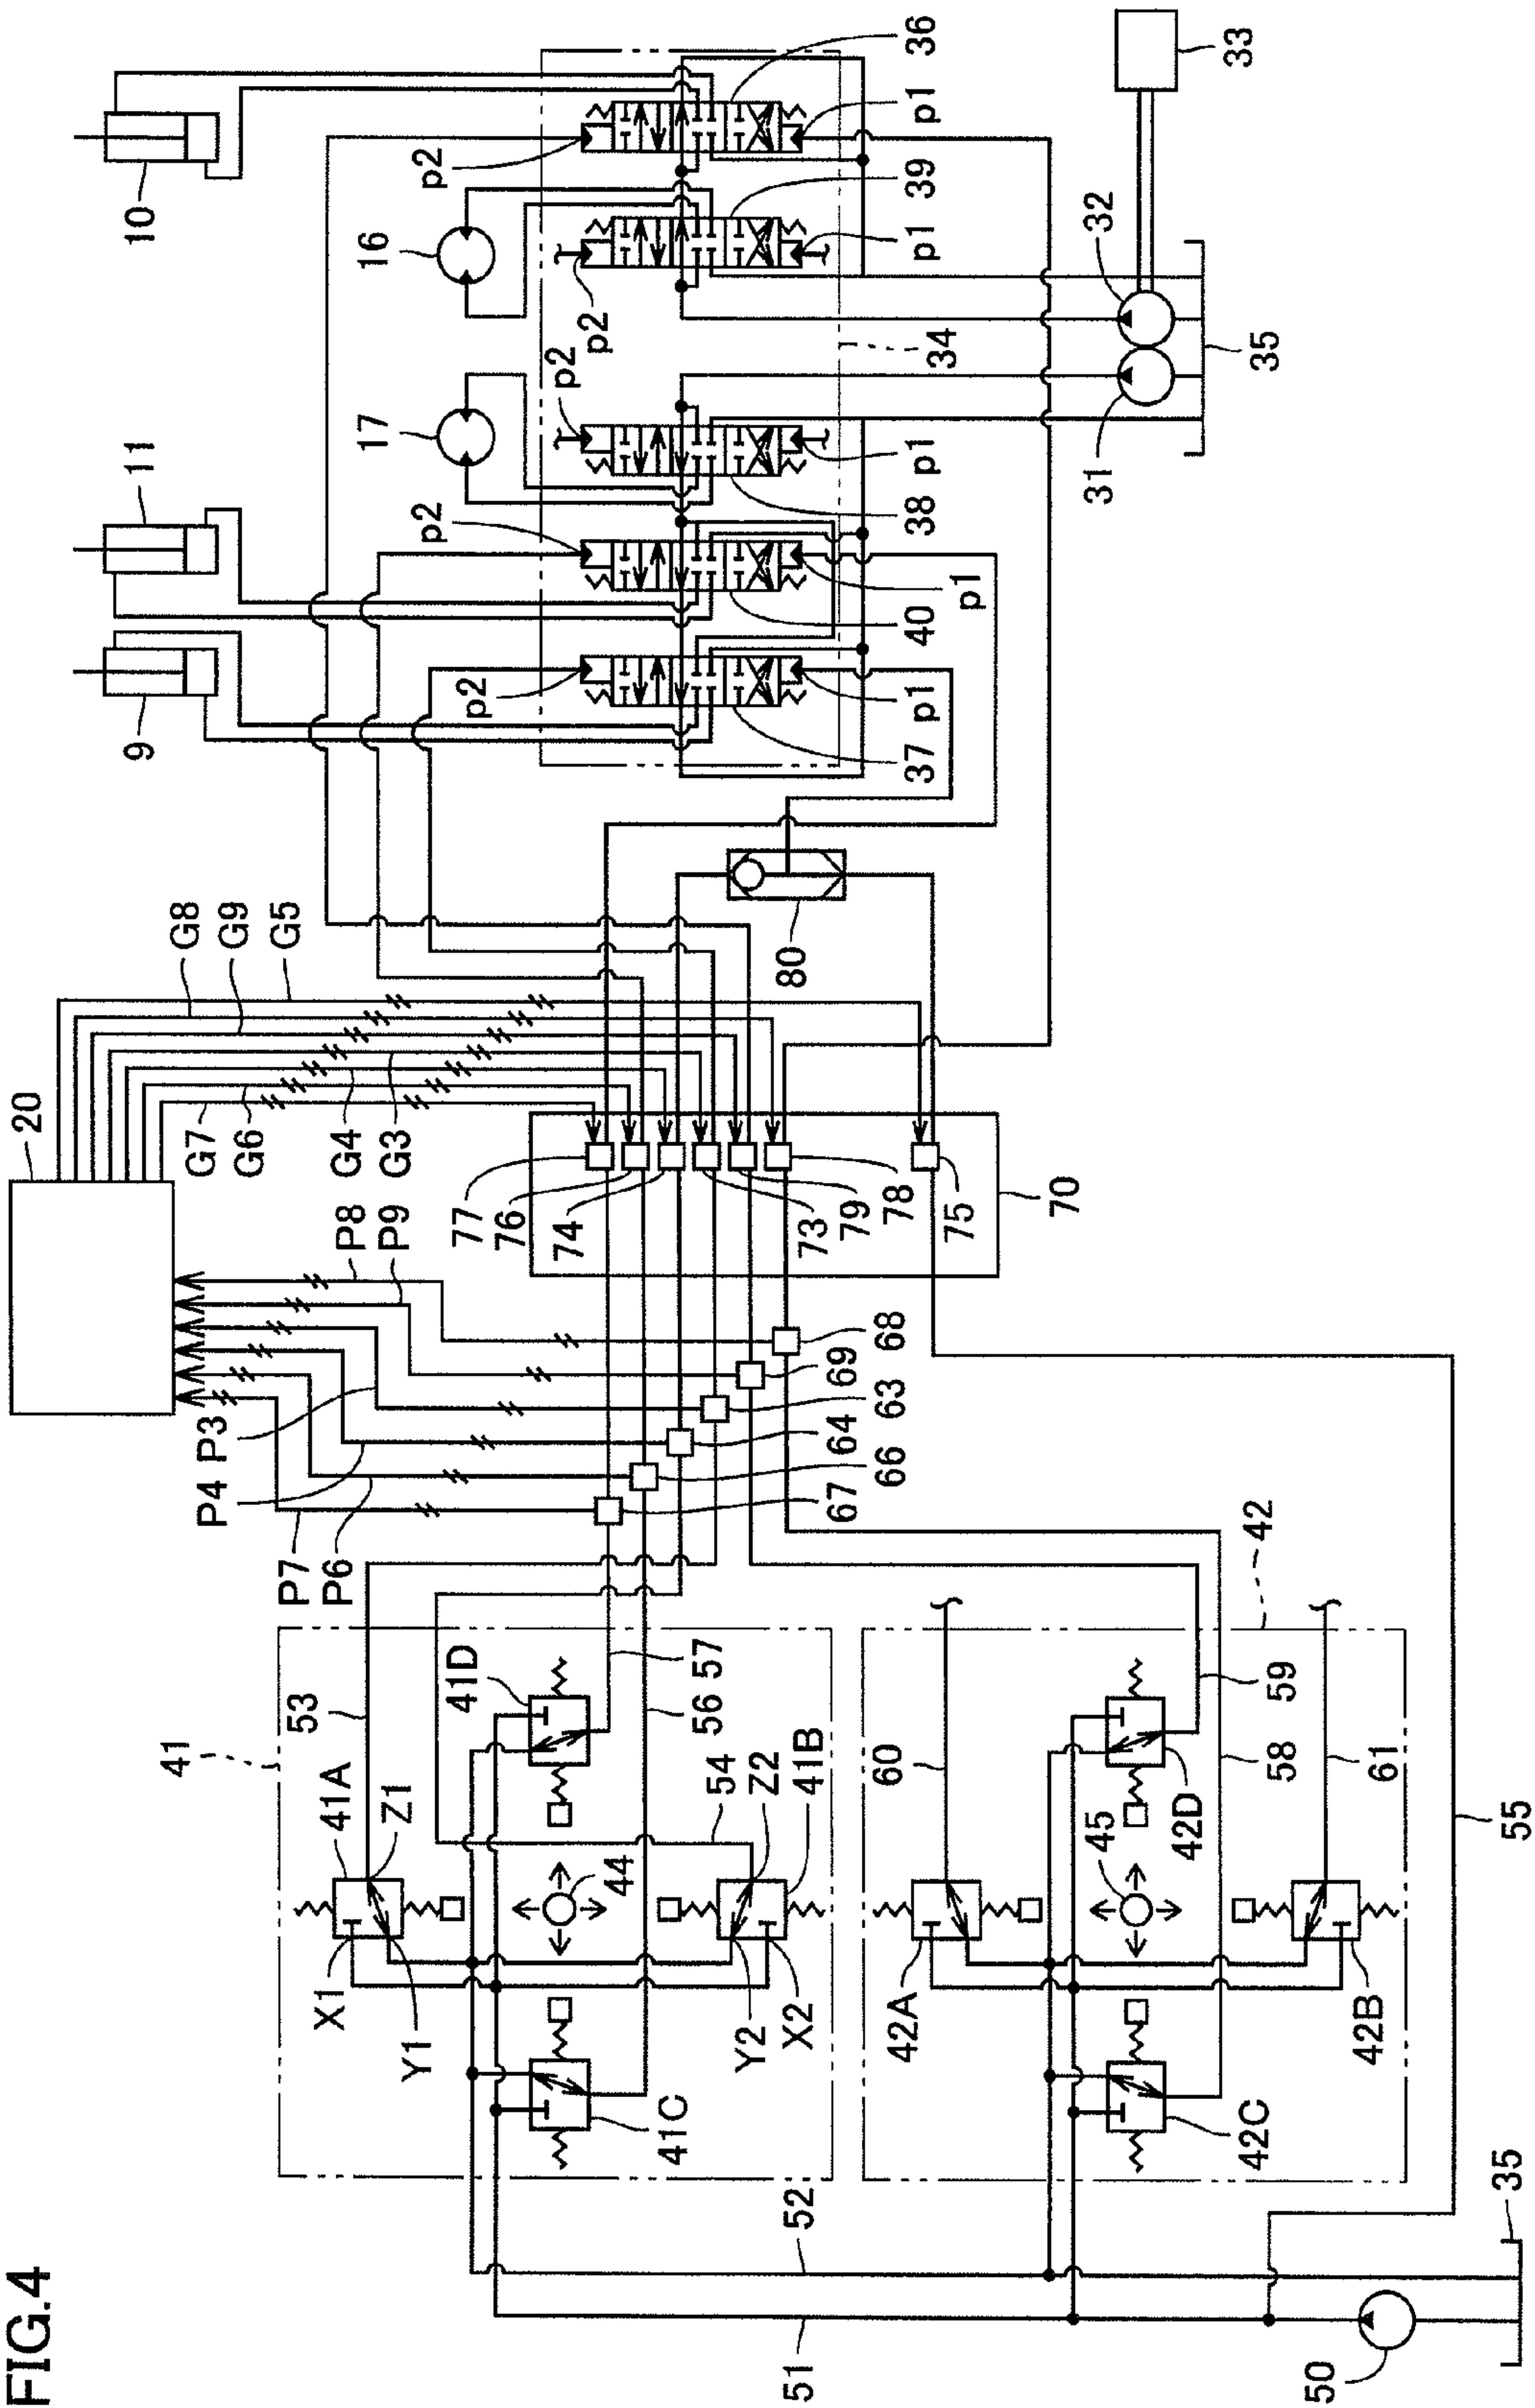 FIG.4
10
16
17
11
9
p2
p2
p2
p2
p2
36
39
p1
p1
p1
p1
p1
34
38
40
37
33
32
31
35
80
G8
G9
G5
20
G7
G6
G4
G3
77
76
74
73
79
78
75
70
P8
P9
P3
P4
P7
P6
68
69
63
64
66
67
41
53
41D
57
56
41A
Z1
54
Z2
41B
44
X1
Y1
Y2
X2
41C
42
60
59
58
61
45
42D
42A
42B
42C
55
52
51
50
35